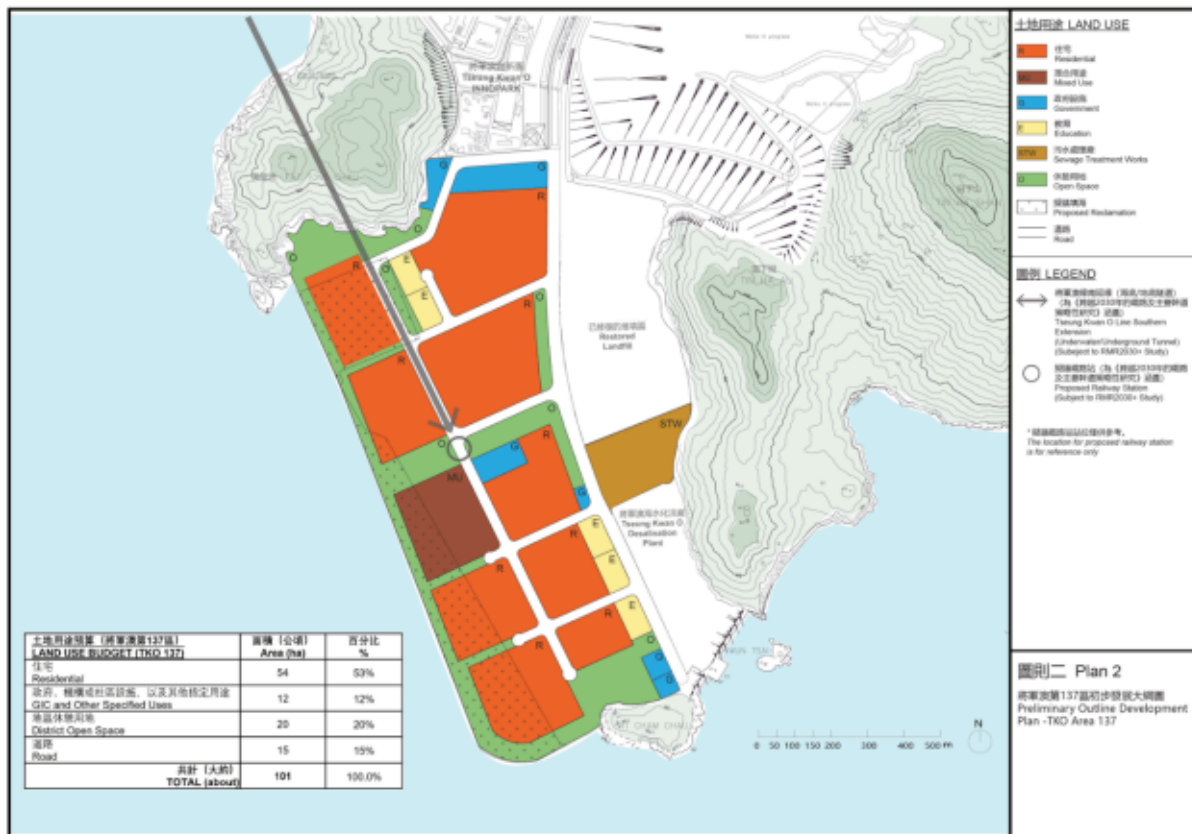 土地用途 LAND USE
R
住宅
Residential
MU
混合用途
Mixed Use
G
政府設施
Government
E
教育
Education
STW
污水處理廠
Sewage Treatment Works
O
休憩用地
Open Space
擬議填海
Proposed Reclamation
道路
Road
圖例 LEGEND
Tseung Kwan O Line Southern
Extension
(Underwater/Underground Tunnel)
(Subject to RMR2030+ Study)
Proposed Railway Station
(Subject to RMR2030+ Study)
The location for proposed railway station
is for reference only
圖則二 Plan 2
將軍澳第137區初步發展大綱圖
Preliminary Outline Development
Plan -TKO Area 137
Works in progress
Works in progress
Tseung Kwan O
INNOPARK
G
G
R
O
O
R
O
E
E
R
O
R
已修復的堆填區
Restored
Landfill
STW
O
O
R
G
MU
G
將軍澳海水化淡廠
Tseung Kwan O
Desalination
Plant
R
E
E
R
E
R
R
O
G
G
土地用途預算 (將軍澳第137區)
LAND USE BUDGET (TKO 137)
面積 (公頃)
Area (ha)
百分比
%
住宅
Residential
54
53%
政府、機構或社區設施、以及其他指定用途
GIC and Other Specified Uses
12
12%
地區休憩用地
District Open Space
20
20%
道路
Road
15
15%
共計 (大約)
TOTAL (about)
101
100.0%
N
0 50 100 150 200 300 400 500 m